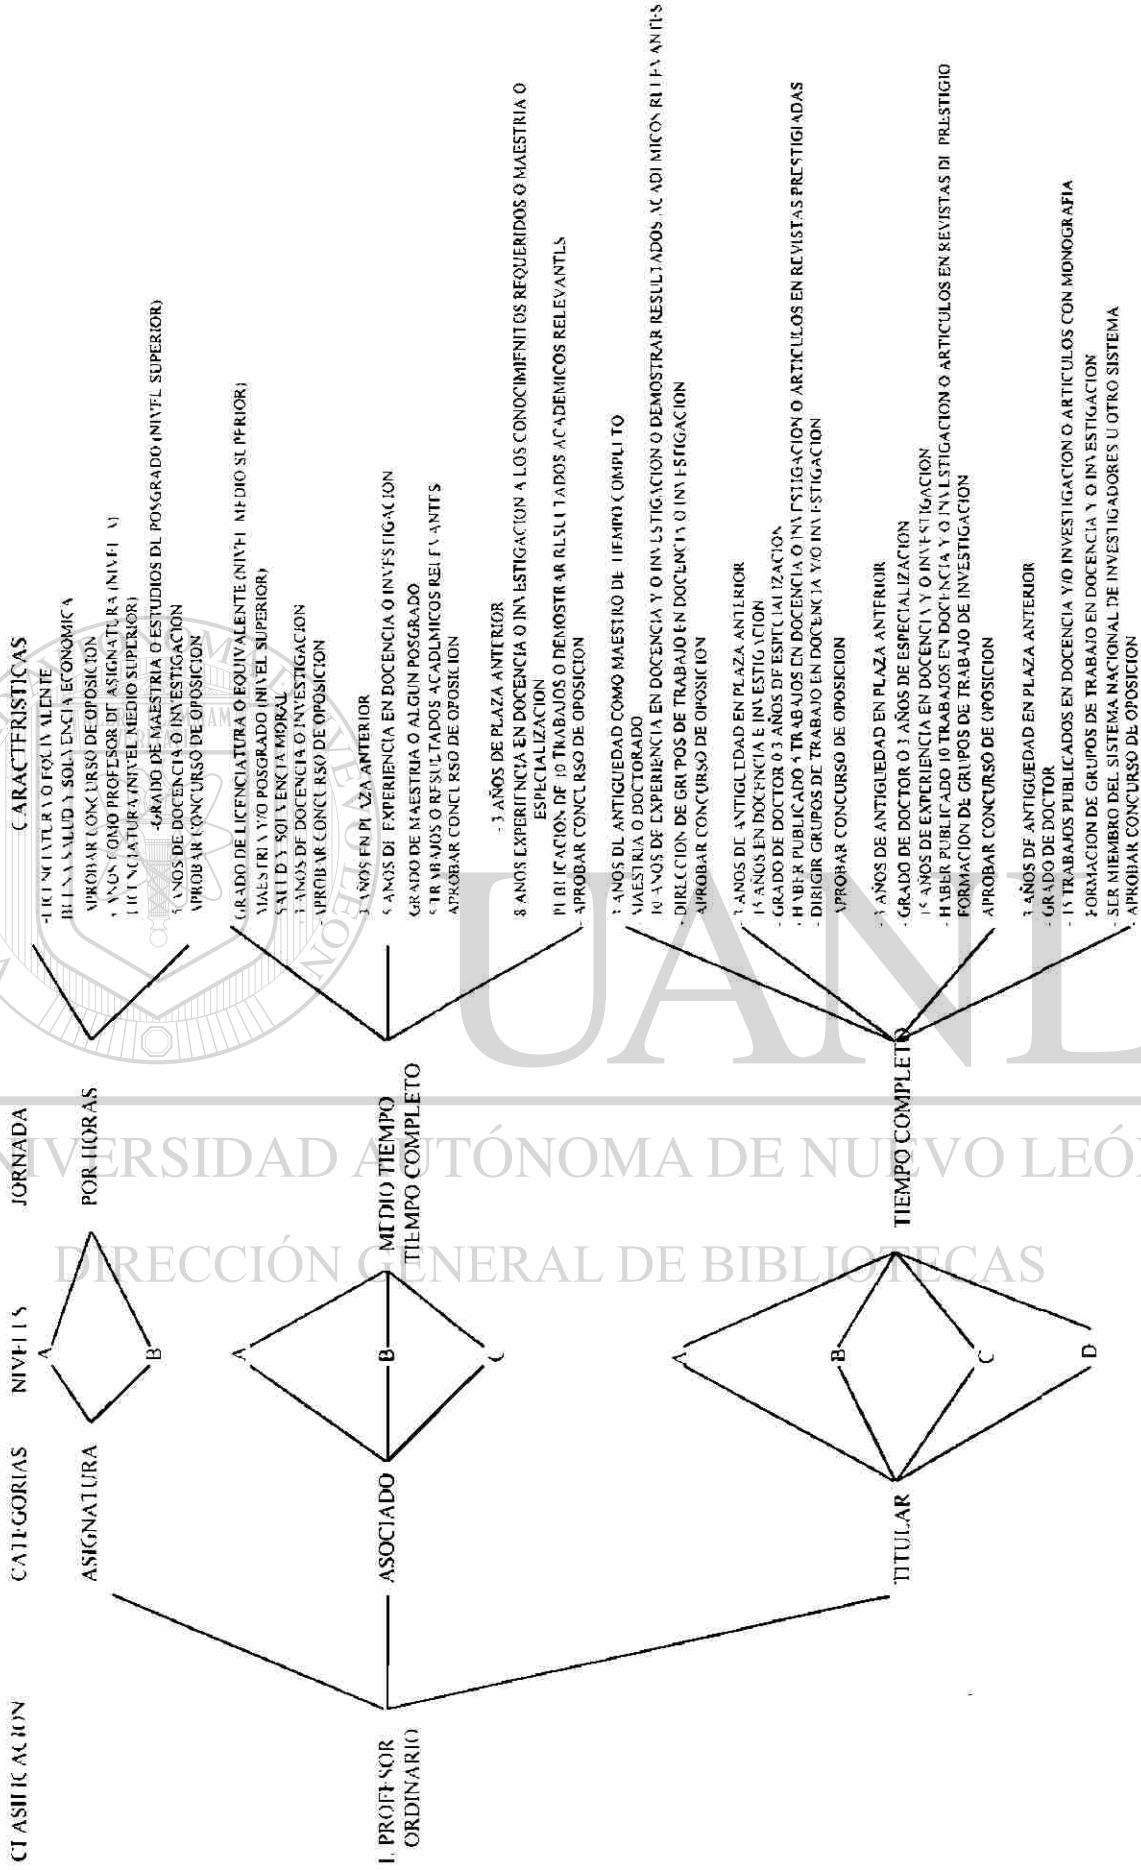 CLASIFICACION CATEGORIAS NIVELES JORNADA CARACTERISTICAS
I. PROFESOR
ORDINARIO
ASIGNATURA
A
B
POR HORAS
-LICENCIATURA O EQUIVALENTE
BUENA SALUD Y SOLVENCIA ECONOMICA
APROBAR CONCURSO DE OPOSICION
AÑOS COMO PROFESOR DE ASIGNATURA (NIVEL A)
LICENCIATURA (NIVEL MEDIO SUPERIOR)
-GRADO DE MAESTRIA O ESTUDIOS DE POSGRADO (NIVEL SUPERIOR)
5 AÑOS DE DOCENCIA O INVESTIGACION
APROBAR CONCURSO DE OPOSICION
ASOCIADO
A
B
C
MEDIO TIEMPO
TIEMPO COMPLETO
GRADO DE LICENCIATURA O EQUIVALENTE (NIVEL MEDIO SUPERIOR)
MAESTRIA Y/O POSGRADO (NIVEL SUPERIOR)
SALUD Y SOLVENCIA MORAL
3 AÑOS DE DOCENCIA O INVESTIGACION
- APROBAR CONCURSO DE OPOSICION
3 AÑOS EN PLAZA ANTERIOR
5 AÑOS DE EXPERIENCIA EN DOCENCIA O INVESTIGACION
GRADO DE MAESTRIA O ALGUN POSGRADO
5 TRABAJOS O RESULTADOS ACADEMICOS RELEVANTES
APROBAR CONCURSO DE OPOSICION
- 3 AÑOS DE PLAZA ANTERIOR
8 AÑOS EXPERIENCIA EN DOCENCIA O INVESTIGACION A LOS CONOCIMIENTOS REQUERIDOS O MAESTRIA O
ESPECIALIZACION
PUBLICACION DE 10 TRABAJOS O DEMOSTRAR RESULTADOS ACADEMICOS RELEVANTES
- APROBAR CONCURSO DE OPOSICION
TITULAR
A
B
C
D
TIEMPO COMPLETO
3 AÑOS DE ANTIGUEDAD COMO MAESTRO DE TIEMPO COMPLETO
MAESTRIA O DOCTORADO
10 AÑOS DE EXPERIENCIA EN DOCENCIA Y O INVESTIGACION O DEMOSTRAR RESULTADOS ACADEMICOS RELEVANTES
- DIRECCION DE GRUPOS DE TRABAJO EN DOCENCIA O INVESTIGACION
APROBAR CONCURSO DE OPOSICION
- 3 AÑOS DE ANTIGUEDAD EN PLAZA ANTERIOR
15 AÑOS EN DOCENCIA E INVESTIGACION
- GRADO DE DOCTOR O 3 AÑOS DE ESPECIALIZACION
- HABER PUBLICADO 5 TRABAJOS EN DOCENCIA O INVESTIGACION O ARTICULOS EN REVISTAS PRESTIGIADAS
- DIRIGIR GRUPOS DE TRABAJO EN DOCENCIA Y/O INVESTIGACION
APROBAR CONCURSO DE OPOSICION
- 3 AÑOS DE ANTIGUEDAD EN PLAZA ANTERIOR
- GRADO DE DOCTOR O 3 AÑOS DE ESPECIALIZACION
15 AÑOS DE EXPERIENCIA EN DOCENCIA Y O INVESTIGACION
- HABER PUBLICADO 10 TRABAJOS EN DOCENCIA Y O INVESTIGACION O ARTICULOS EN REVISTAS DE PRESTIGIO
FORMACION DE GRUPOS DE TRABAJO DE INVESTIGACION
APROBAR CONCURSO DE OPOSICION
- 3 AÑOS DE ANTIGUEDAD EN PLAZA ANTERIOR
GRADO DE DOCTOR
- 15 TRABAJOS PUBLICADOS EN DOCENCIA Y/O INVESTIGACION O ARTICULOS CON MONOGRAFIA
FORMACION DE GRUPOS DE TRABAJO EN DOCENCIA Y O INVESTIGACION
SER MIEMBRO DEL SISTEMA NACIONAL DE INVESTIGADORES U OTRO SISTEMA
- APROBAR CONCURSO DE OPOSICION
UANL
UNIVERSIDAD AUTÓNOMA DE NUEVO LEÓN
DIRECCIÓN GENERAL DE BIBLIOTECAS